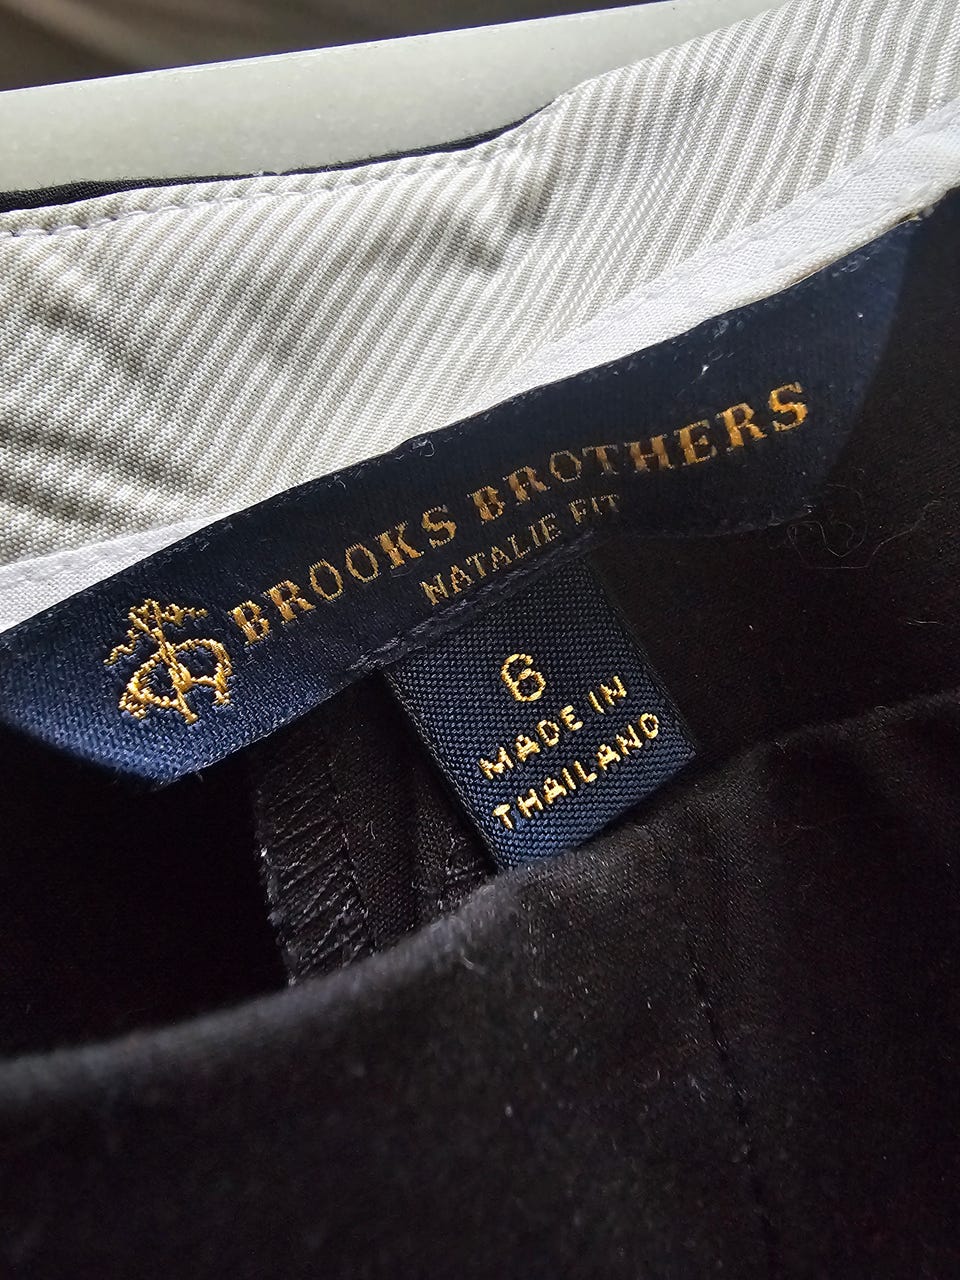 BROOKS BROTHERS
NATALIE FIT
6
MADE IN
THAILAND